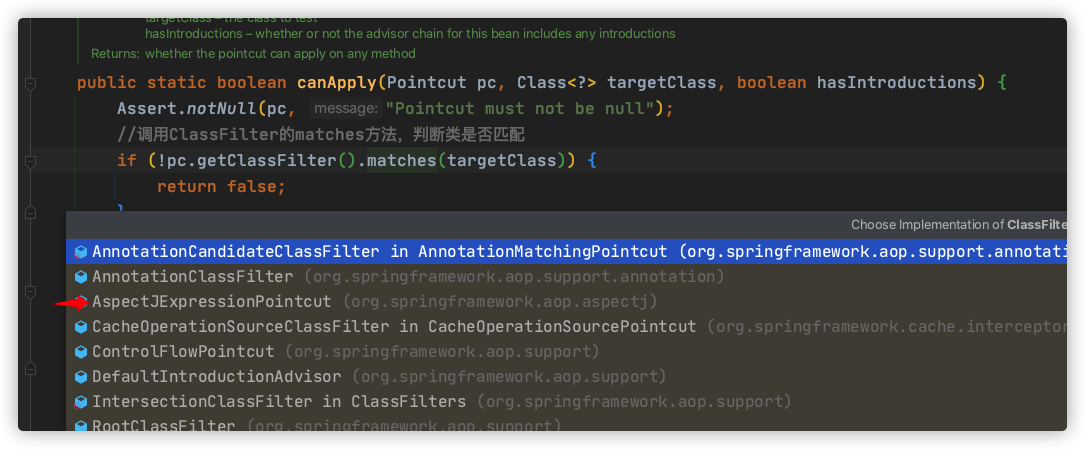 targetClass – the class to test
hasIntroductions – whether or not the advisor chain for this bean includes any introductions
Returns: whether the pointcut can apply on any method
public static boolean canApply(Pointcut pc, Class<?> targetClass, boolean hasIntroductions) {
Assert.notNull(pc, message: "Pointcut must not be null");
//调用ClassFilter的matches方法，判断类是否匹配
if (!pc.getClassFilter().matches(targetClass)) {
return false;
}
Choose Implementation of ClassFilte
AnnotationCandidateClassFilter in AnnotationMatchingPointcut (org.springframework.aop.support.annotati
AnnotationClassFilter (org.springframework.aop.support.annotation)
AspectJExpressionPointcut (org.springframework.aop.aspectj)
CacheOperationSourceClassFilter in CacheOperationSourcePointcut (org.springframework.cache.interceptor
ControlFlowPointcut (org.springframework.aop.support)
DefaultIntroductionAdvisor (org.springframework.aop.support)
IntersectionClassFilter in ClassFilters (org.springframework.aop.support)
RootClassFilter (org.springframework.aop.support)